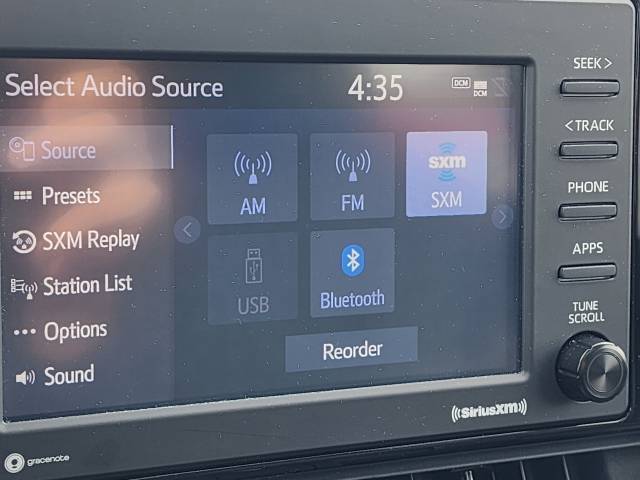 Select Audio Source
4:35
DCM
DCM
Source
Presets
SXM Replay
Station List
Options
Sound
AM
FM
sxm
SXM
USB
Bluetooth
Reorder
SEEK >
< TRACK
PHONE
APPS
TUNE
SCROLL
((SiriusXM))
gracenote